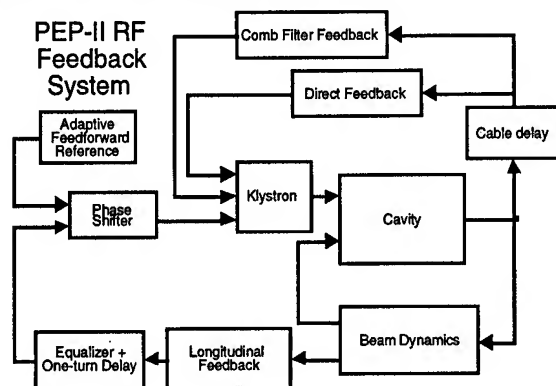 PEP-II RF
Feedback
System
Comb Filter Feedback
Direct Feedback
Cable delay
Adaptive
Feedforward
Reference
Klystron
Phase
Shifter
Cavity
Beam Dynamics
Longitudinal
Feedback
Equalizer +
One-turn Delay